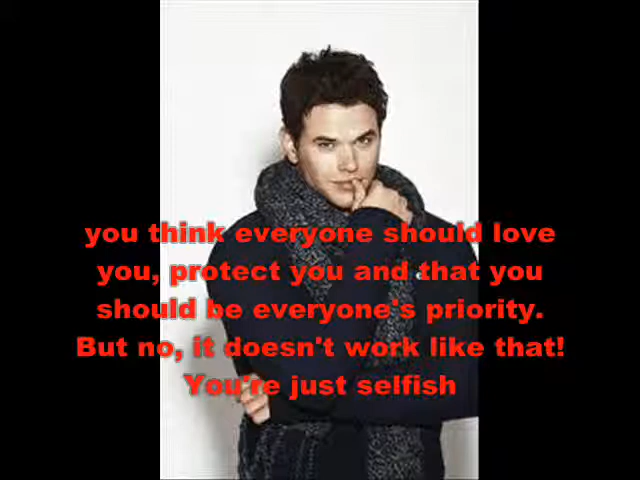 you think everyone should love
you, protect you and that you
should be everyone's priority.
But no, it doesn't work like that!
You're just selfish